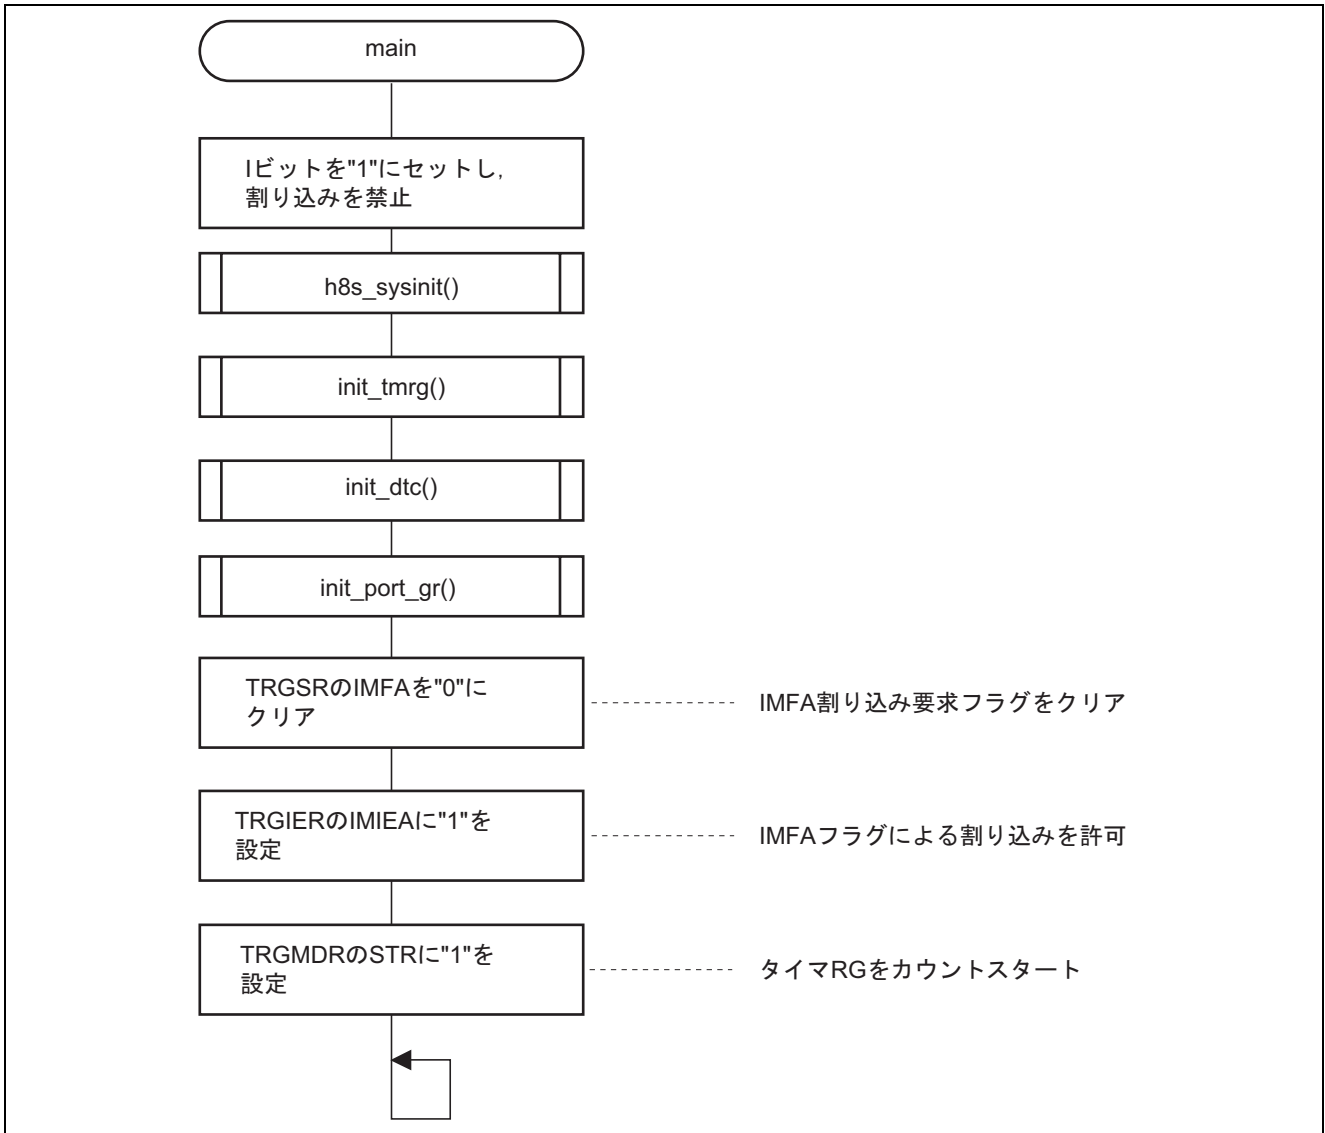 main
Iビットを"1"にセットし,
割り込みを禁止
h8s_sysinit()
init_tmrg()
init_dtc()
init_port_gr()
TRGSRのIMFAを"0"に
クリア
IMFA割り込み要求フラグをクリア
TRGIERのIMIEAに"1"を
設定
IMFAフラグによる割り込みを許可
TRGMDRのSTRに"1"を
設定
タイマRGをカウントスタート